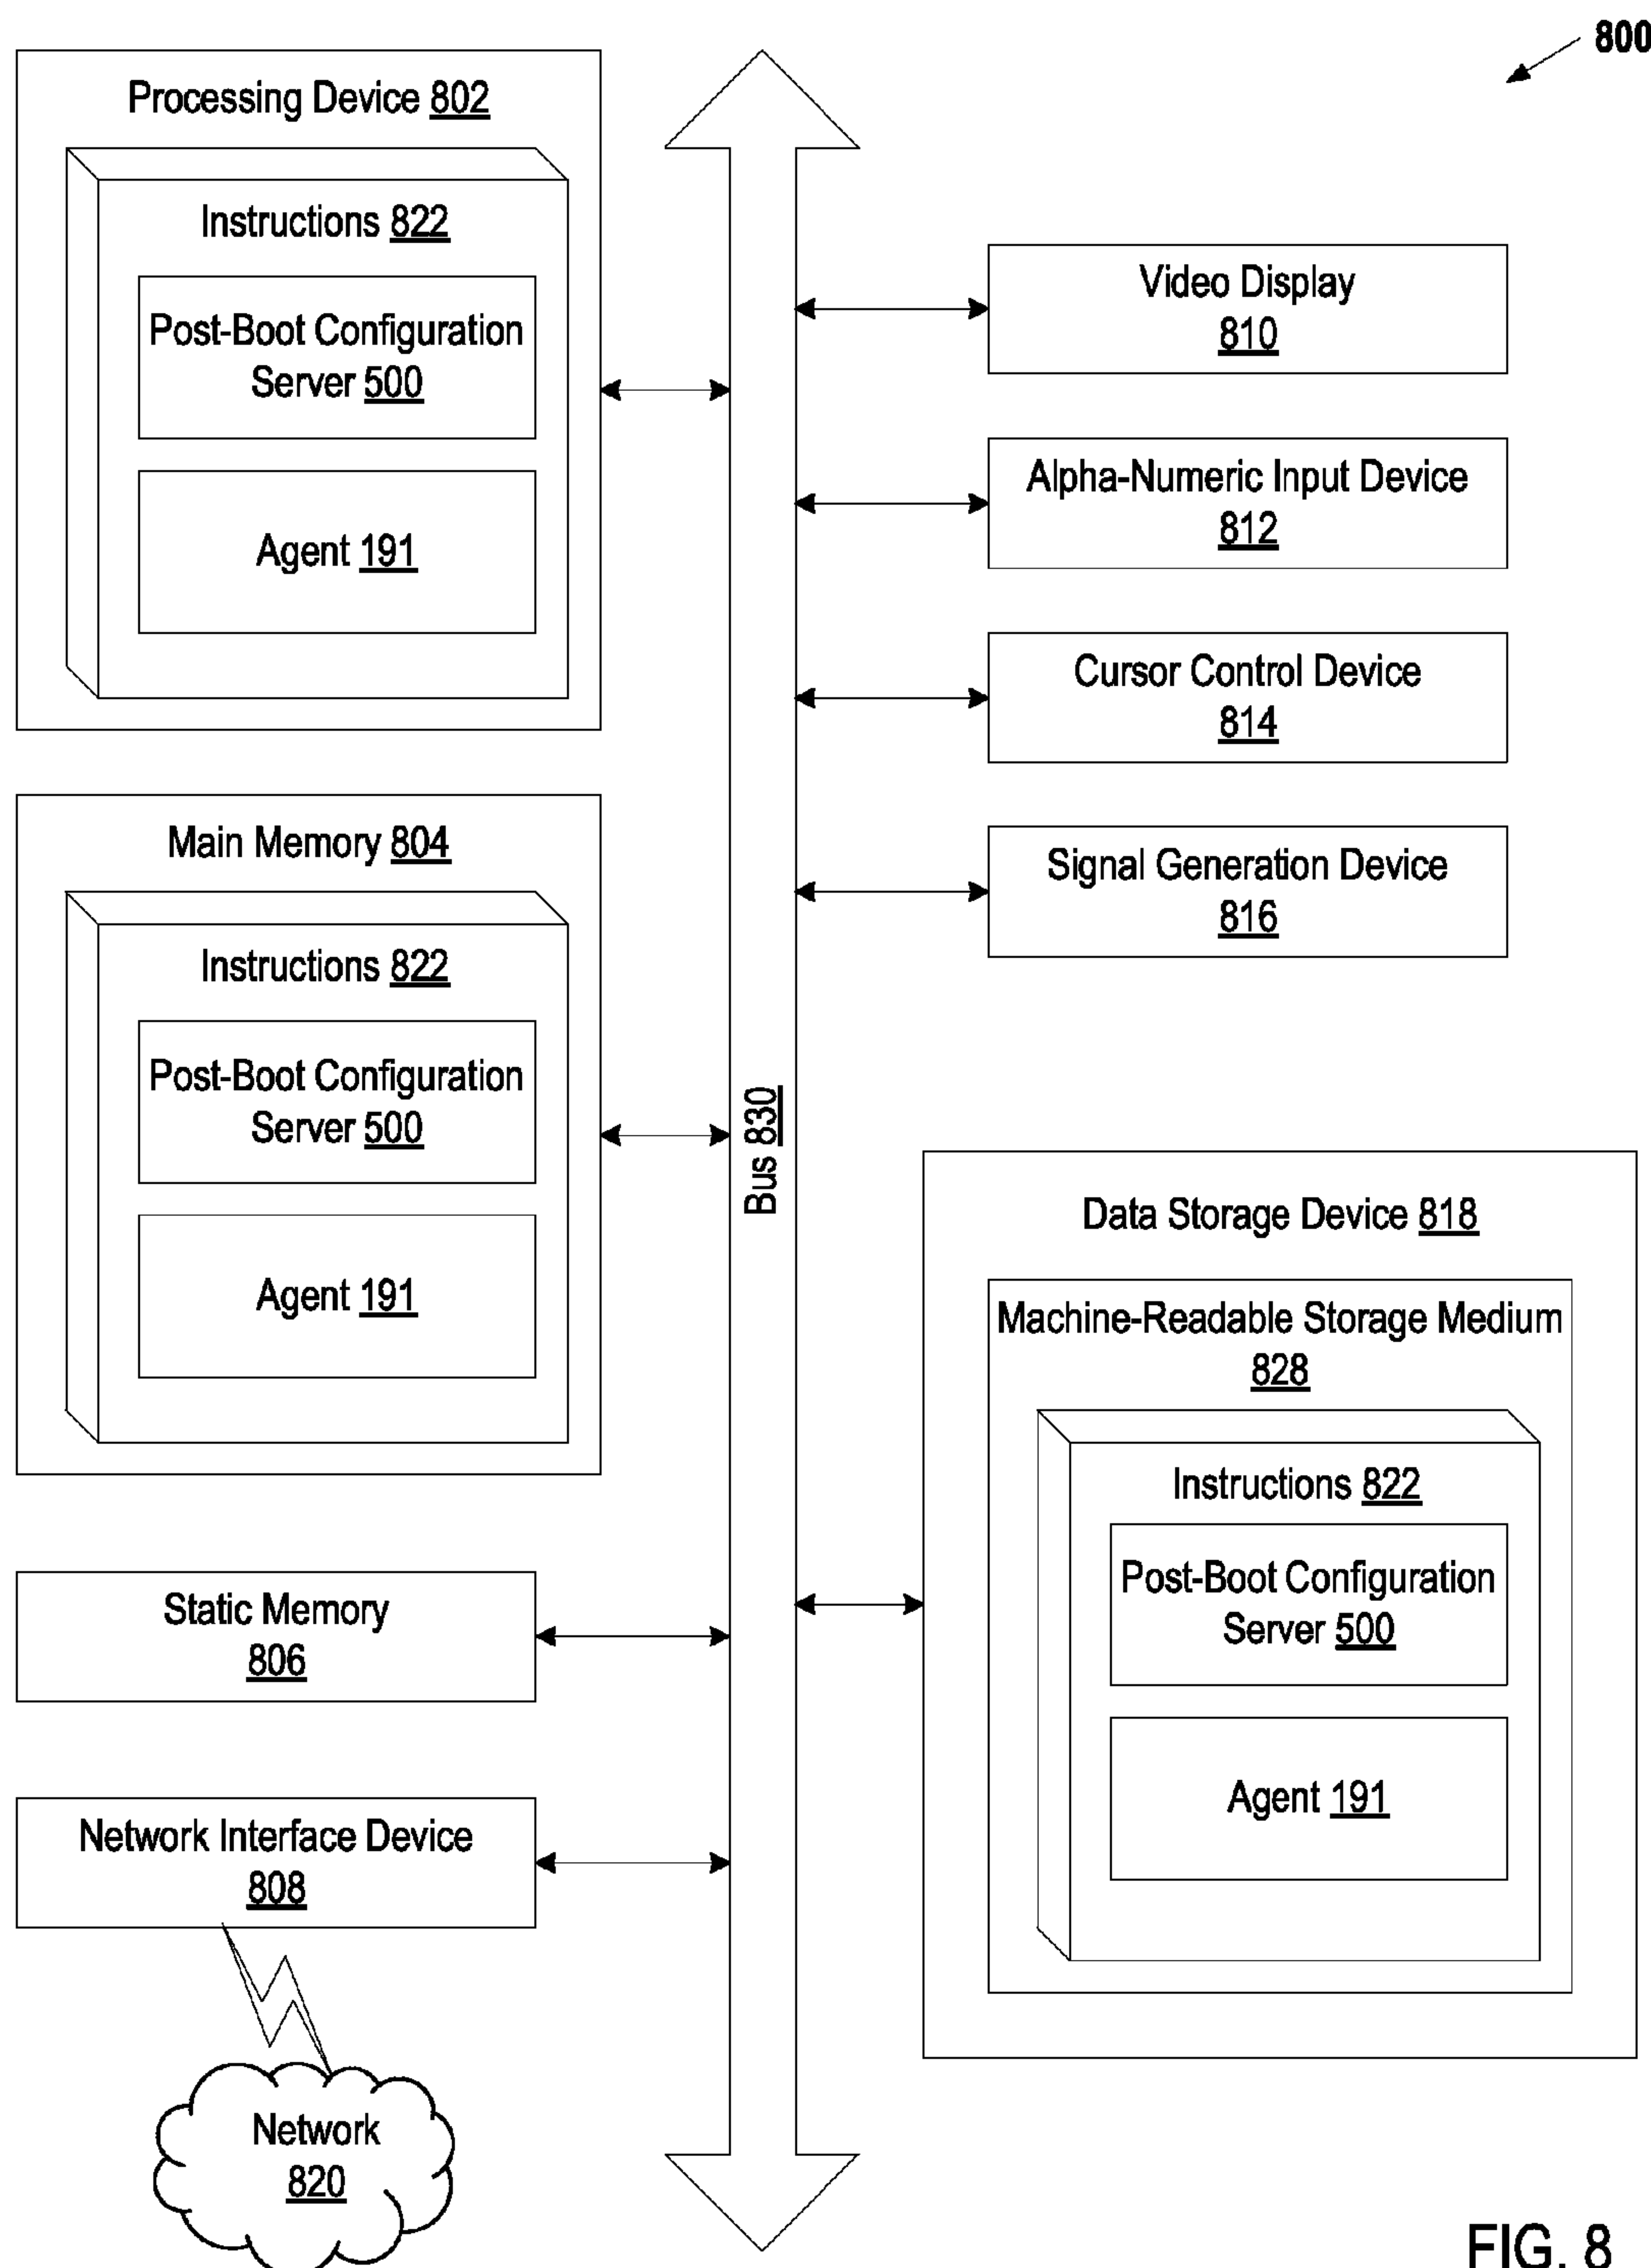 800
Processing Device 802
Instructions 822
Post-Boot Configuration
Server 500
Agent 191
Main Memory 804
Instructions 822
Post-Boot Configuration
Server 500
Agent 191
Static Memory
806
Network Interface Device
808
Network
820
Bus 830
Video Display
810
Alpha-Numeric Input Device
812
Cursor Control Device
814
Signal Generation Device
816
Data Storage Device 818
Machine-Readable Storage Medium
828
Instructions 822
Post-Boot Configuration
Server 500
Agent 191
FIG. 8